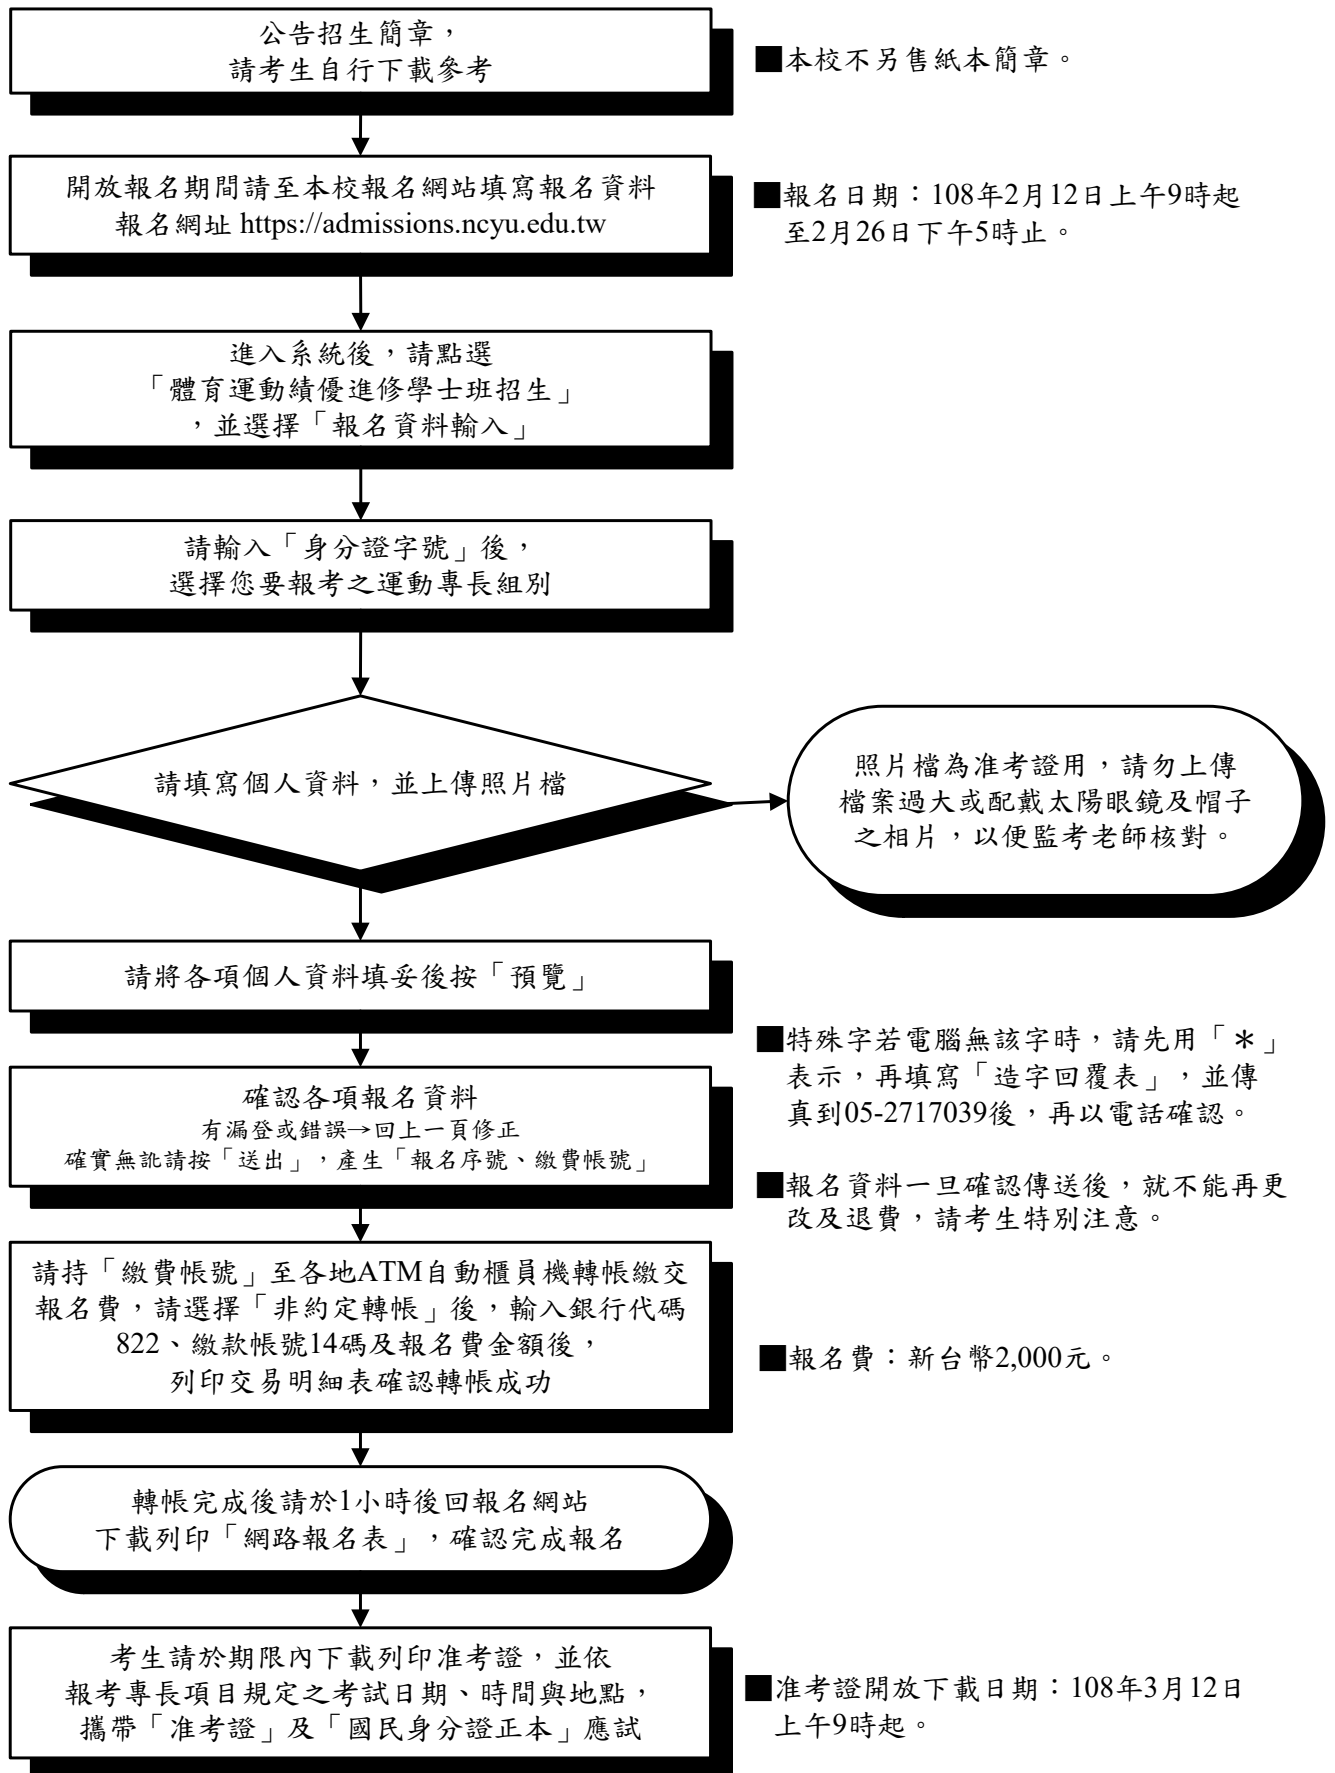 公告招生簡章，
請考生自行下載參考
■本校不另售紙本簡章。
開放報名期間請至本校報名網站填寫報名資料
報名網址 https://admissions.ncyu.edu.tw
■報名日期：108年2月12日上午9時起
至2月26日下午5時止。
進入系統後，請點選
「體育運動績優進修學士班招生」
，並選擇「報名資料輸入」
請輸入「身分證字號」後，
選擇您要報考之運動專長組別
請填寫個人資料，並上傳照片檔
照片檔為准考證用，請勿上傳
檔案過大或配戴太陽眼鏡及帽子
之相片，以便監考老師核對。
請將各項個人資料填妥後按「預覽」
■特殊字若電腦無該字時，請先用「＊」
表示，再填寫「造字回覆表」，並傳
真到05-2717039後，再以電話確認。
確認各項報名資料
有漏登或錯誤→回上一頁修正
確實無訛請按「送出」，產生「報名序號、繳費帳號」
■報名資料一旦確認傳送後，就不能再更
改及退費，請考生特別注意。
請持「繳費帳號」至各地ATM自動櫃員機轉帳繳交
報名費，請選擇「非約定轉帳」後，輸入銀行代碼
822、繳款帳號14碼及報名費金額後，
列印交易明細表確認轉帳成功
■報名費：新台幣2,000元。
轉帳完成後請於1小時後回報名網站
下載列印「網路報名表」，確認完成報名
考生請於期限內下載列印准考證，並依
報考專長項目規定之考試日期、時間與地點，
攜帶「准考證」及「國民身分證正本」應試
■准考證開放下載日期：108年3月12日
上午9時起。